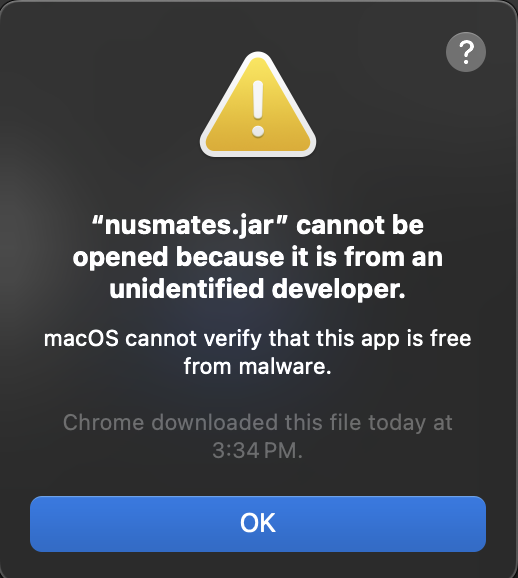 ?
“nusmates.jar” cannot be
opened because it is from an
unidentified developer.
macOS cannot verify that this app is free
from malware.
Chrome downloaded this file today at
3:34 PM.
OK